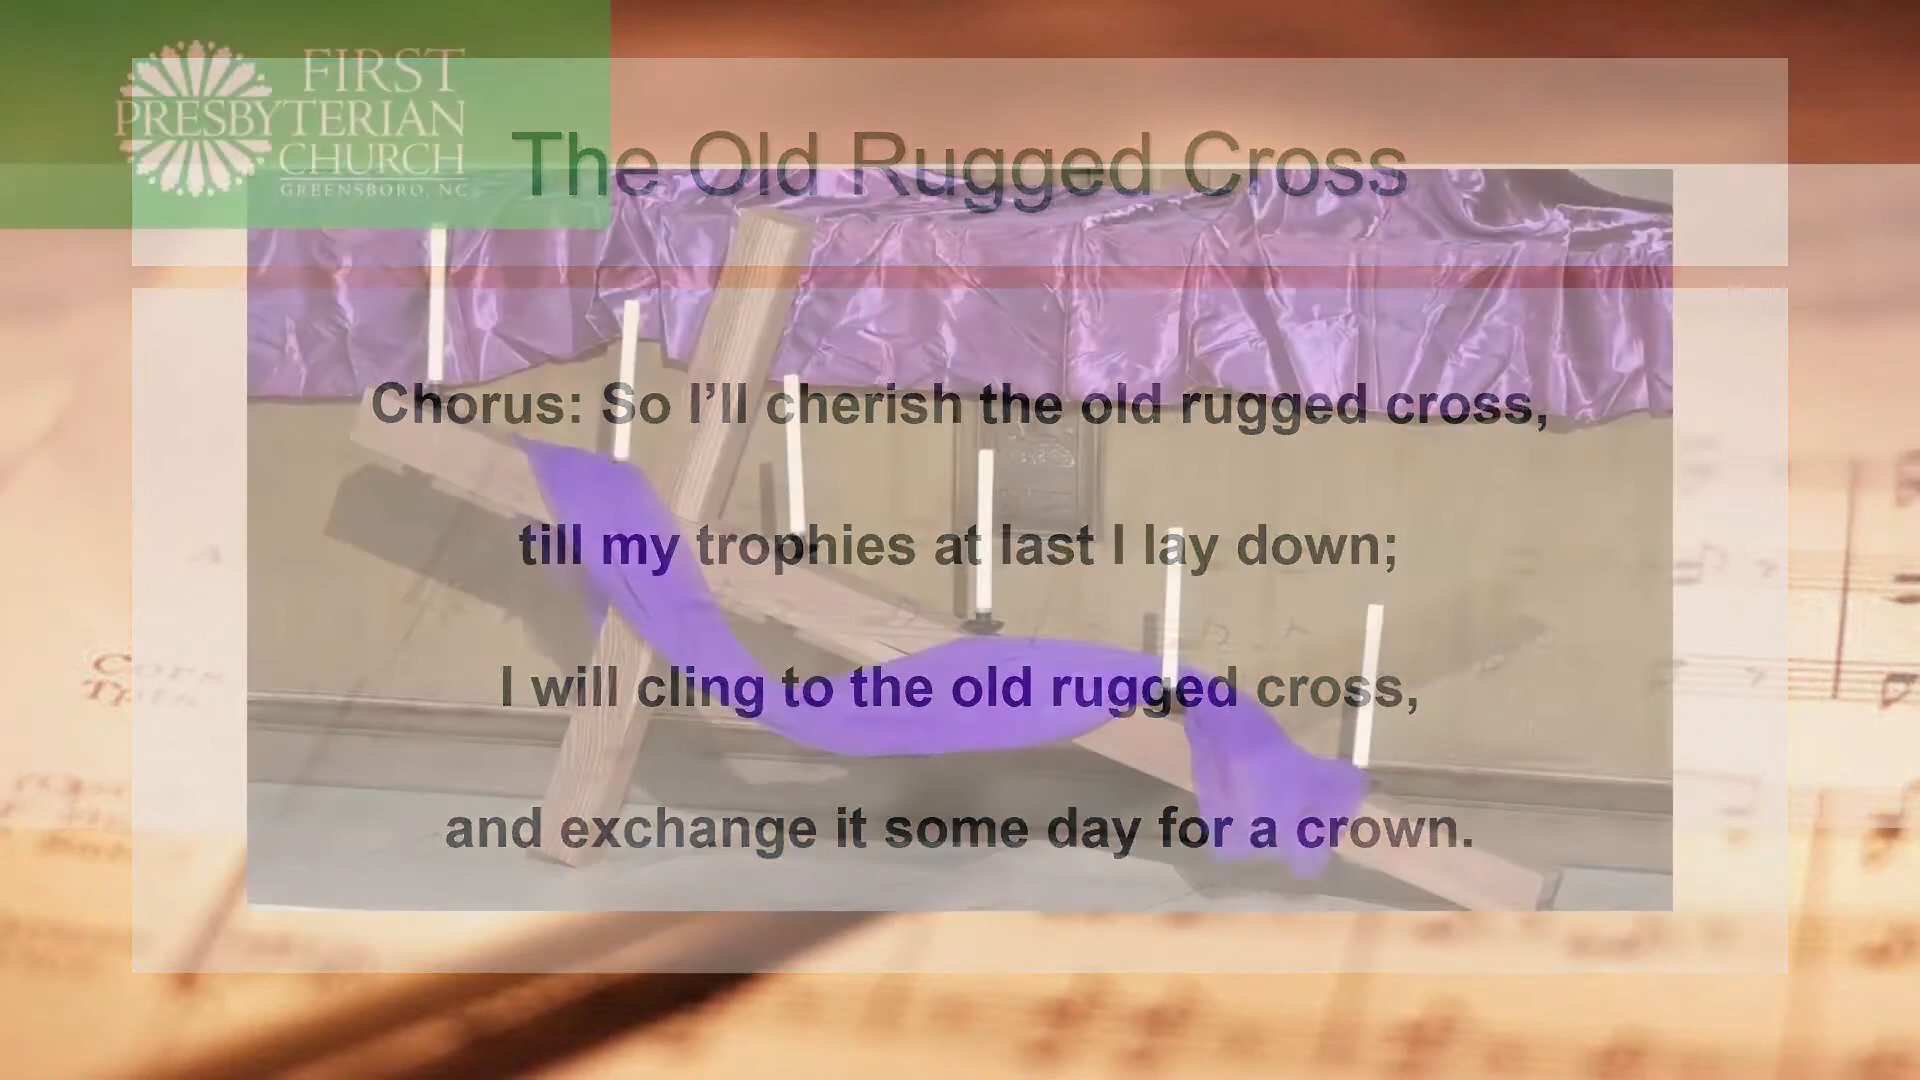 FIRST
PRESBYTERIAN
CHURCH
GREENSBORO, NC
The Old Rugged Cross
Chorus: So I’ll cherish the old rugged cross,
till my trophies at last I lay down;
I will cling to the old rugged cross,
and exchange it some day for a crown.